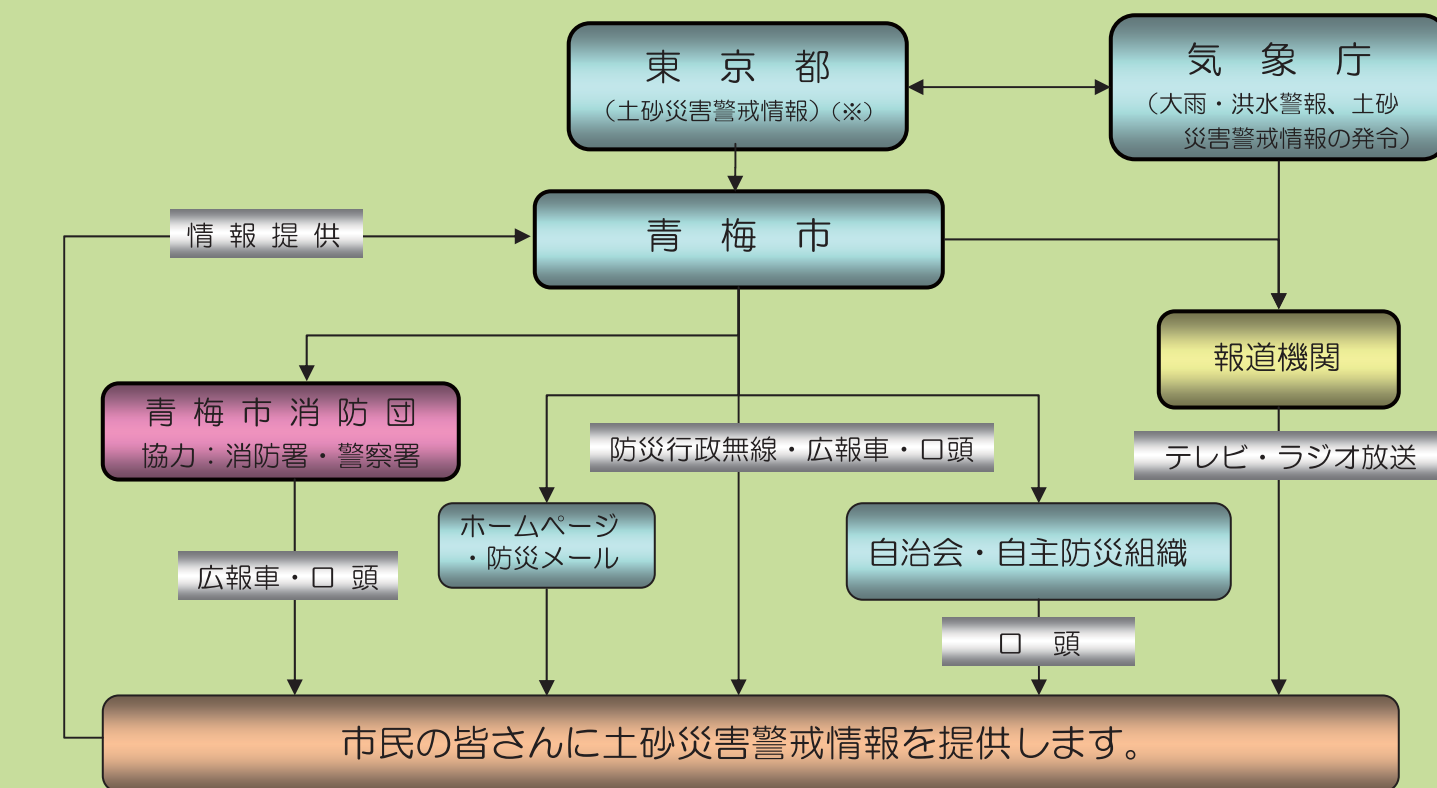 東京都
（土砂災害警戒情報）（※）
気象庁
（大雨・洪水警報、土砂
災害警戒情報の発令）
情報提供
青梅市
報道機関
青梅市消防団
協力：消防署・警察署
防災行政無線・広報車・口頭
テレビ・ラジオ放送
ホームページ
・防災メール
自治会・自主防災組織
広報車・口頭
口頭
市民の皆さんに土砂災害警戒情報を提供します。